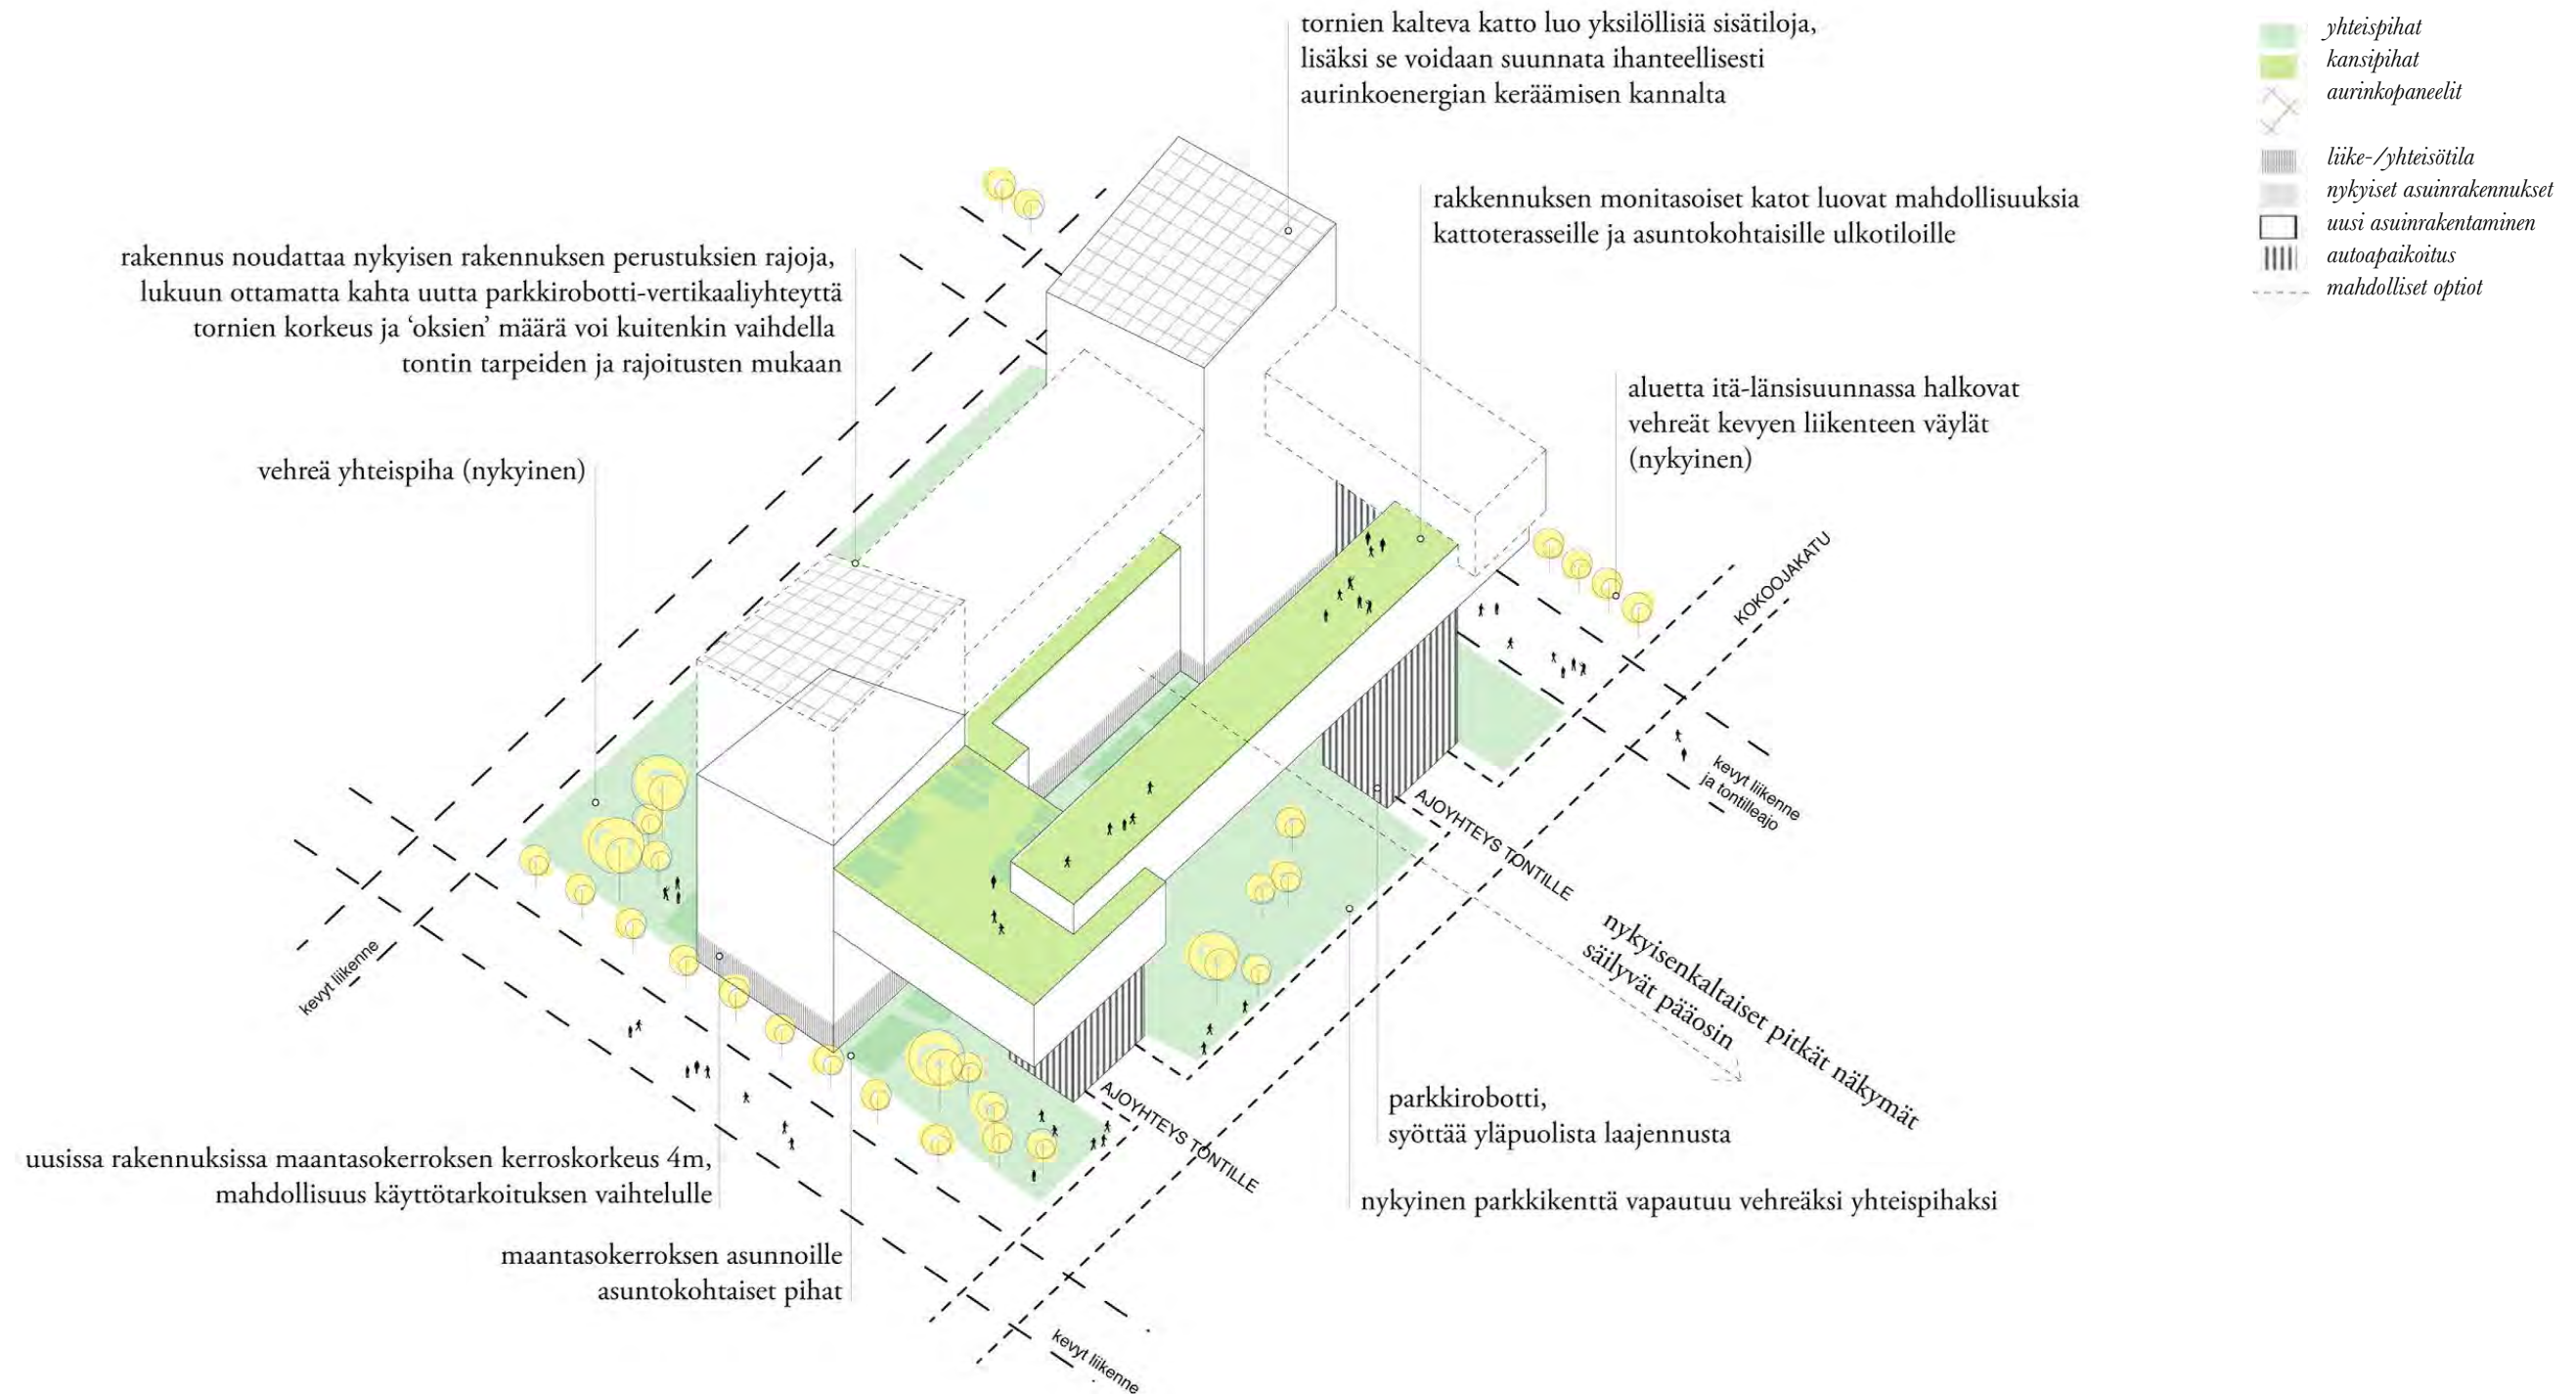 tornien kalteva katto luo yksilöllisiä sisätiloja,
lisäksi se voidaan suunnata ihanteellisesti
aurinkoenergian keräämisen kannalta
yhteispihat
kansipihat
aurinkopaneelit
liike-/yhteisötila
nykyiset asuinrakennukset
uusi asuinrakentaminen
autoapaikoitus
mahdolliset optiot
rakkennuksen monitasoiset katot luovat mahdollisuuksia
kattoterasseille ja asuntokohtaisille ulkotiloille
rakennus noudattaa nykyisen rakennuksen perustuksien rajoja,
lukuun ottamatta kahta uutta parkkirobotti-vertikaaliyhteyttä
tornien korkeus ja ‘oksien’ määrä voi kuitenkin vaihdella
tontin tarpeiden ja rajoitusten mukaan
aluetta itä-länsisuunnassa halkovat
vehreät kevyen liikenteen väylät
(nykyinen)
vehreä yhteispiha (nykyinen)
KOKOOJAKATU
kevyt liikenne
ja tontilleajo
AJOYHTEYS TONTILLE
nykyisenkaltaiset pitkät näkymät
säilyvät pääosin
kevyt liikenne
AJOYHTEYS TONTILLE
parkkirobotti,
syöttää yläpuolista laajennusta
uusissa rakennuksissa maantasokerroksen kerroskorkeus 4m,
mahdollisuus käyttötarkoituksen vaihtelulle
nykyinen parkkikenttä vapautuu vehreäksi yhteispihaksi
maantasokerroksen asunnoille
asuntokohtaiset pihat
kevyt liikenne